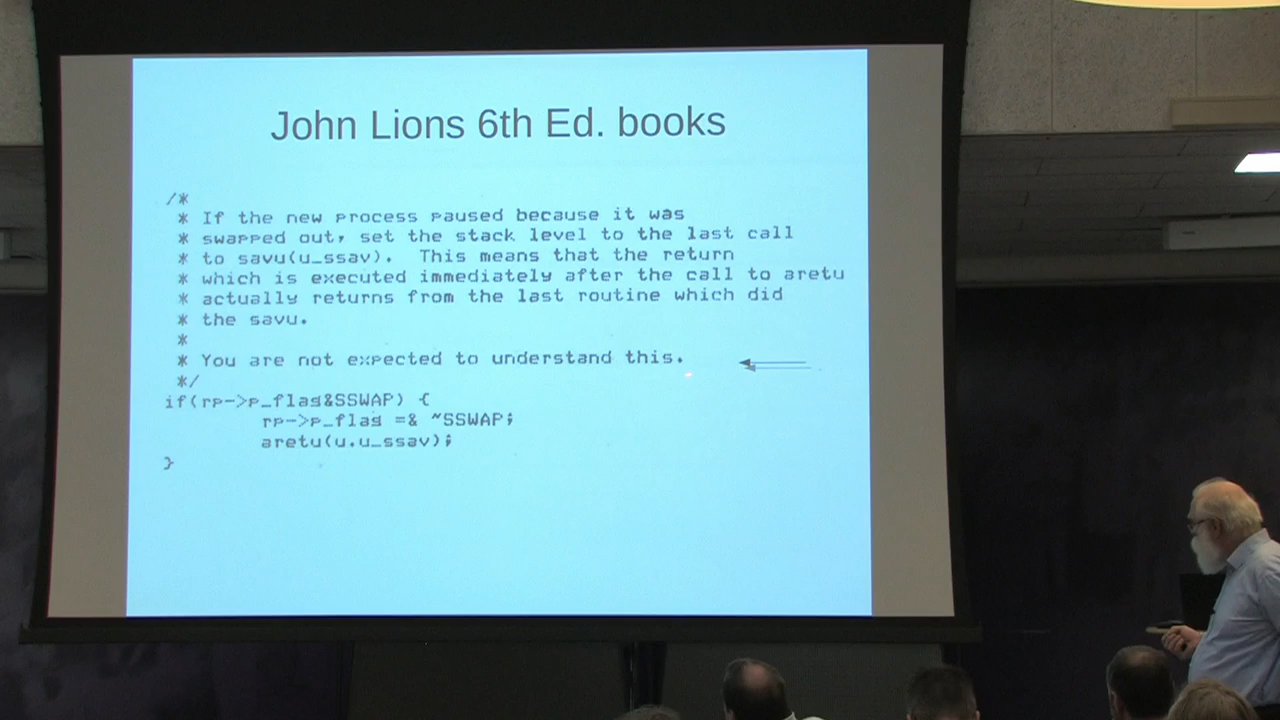 John Lions 6th Ed. books
/*
* If the new process paused because it was
* swapped out, set the stack level to the last call
* to savu(u_ssav).  This means that the return
* which is executed immediately after the call to aretu
* actually returns from the last routine which did
* the savu.
*
* You are not expected to understand this.
*/
if(rp->p_flag&SSWAP) {
rp->p_flag =& ~SSWAP;
aretu(u.u_ssav);
}